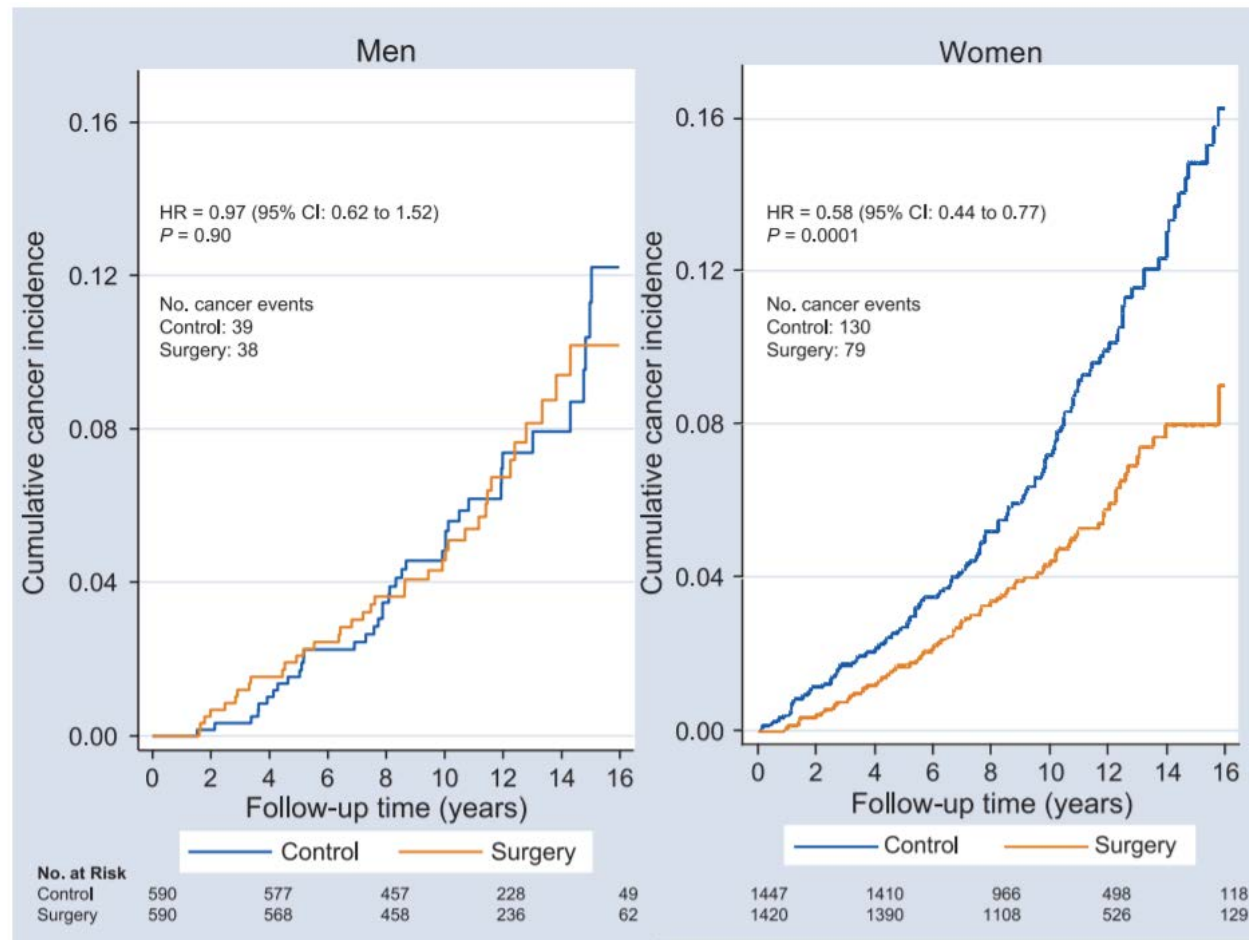 Men
Cumulative cancer incidence
0.16
0.12
0.08
0.04
0.00
HR = 0.97 (95% CI: 0.62 to 1.52)
P = 0.90
No. cancer events
Control: 39
Surgery: 38
0 2 4 6 8 10 12 14 16
Follow-up time (years)
Control Surgery
Women
Cumulative cancer incidence
0.16
0.12
0.08
0.04
0.00
HR = 0.58 (95% CI: 0.44 to 0.77)
P = 0.0001
No. cancer events
Control: 130
Surgery: 79
0 2 4 6 8 10 12 14 16
Follow-up time (years)
Control Surgery
No. at Risk
Control 590 577 457 228 49 1447 1410 966 498 118
Surgery 590 568 458 236 62 1420 1390 1108 526 129